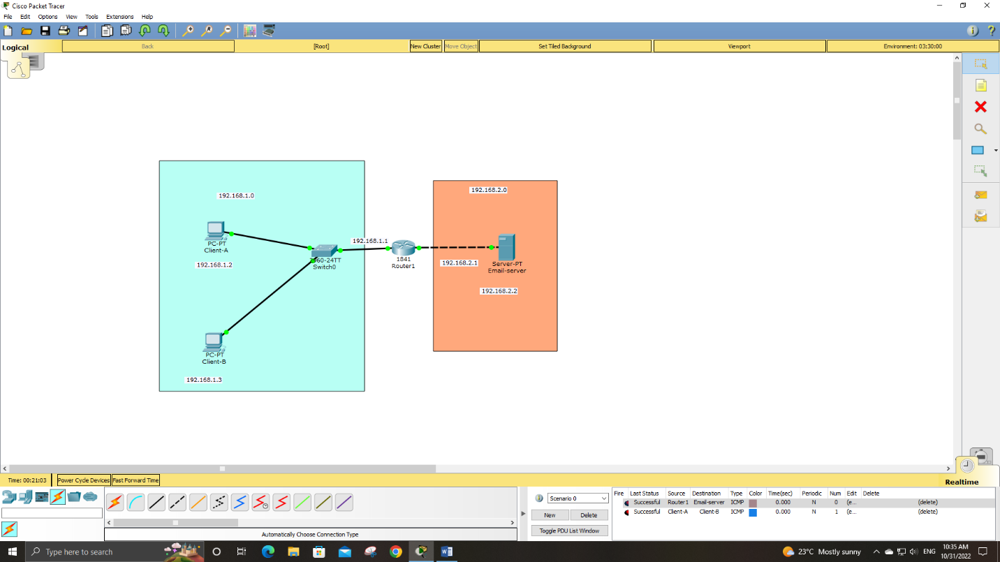 Cisco Packet Tracer
File Edit Options View Tools Extensions Help
Logical Back [Root] New Cluster Move Object Set Tiled Background Viewport Environment: 03:30:00
192.168.1.0
192.168.2.0
192.168.1.1
PC-PT
Client-A
192.168.1.2
2960-24TT
Switch0
1841
Router1
192.168.2.1
Server-PT
Email-server
192.168.2.2
PC-PT
Client-B
192.168.1.3
Time: 00:21:03 Power Cycle Devices Fast Forward Time
Realtime
Scenario 0
New Delete
Toggle PDU List Window
Fire Last Status Source Destination Type Color Time(sec) Periodic Num Edit Delete
Successful Router1 Email-server ICMP 0.000 N 0 (e... (delete)
Successful Client-A Client-B ICMP 0.000 N 1 (e... (delete)
Automatically Choose Connection Type
Type here to search
23°C Mostly sunny
ENG
10:35 AM
10/31/2022